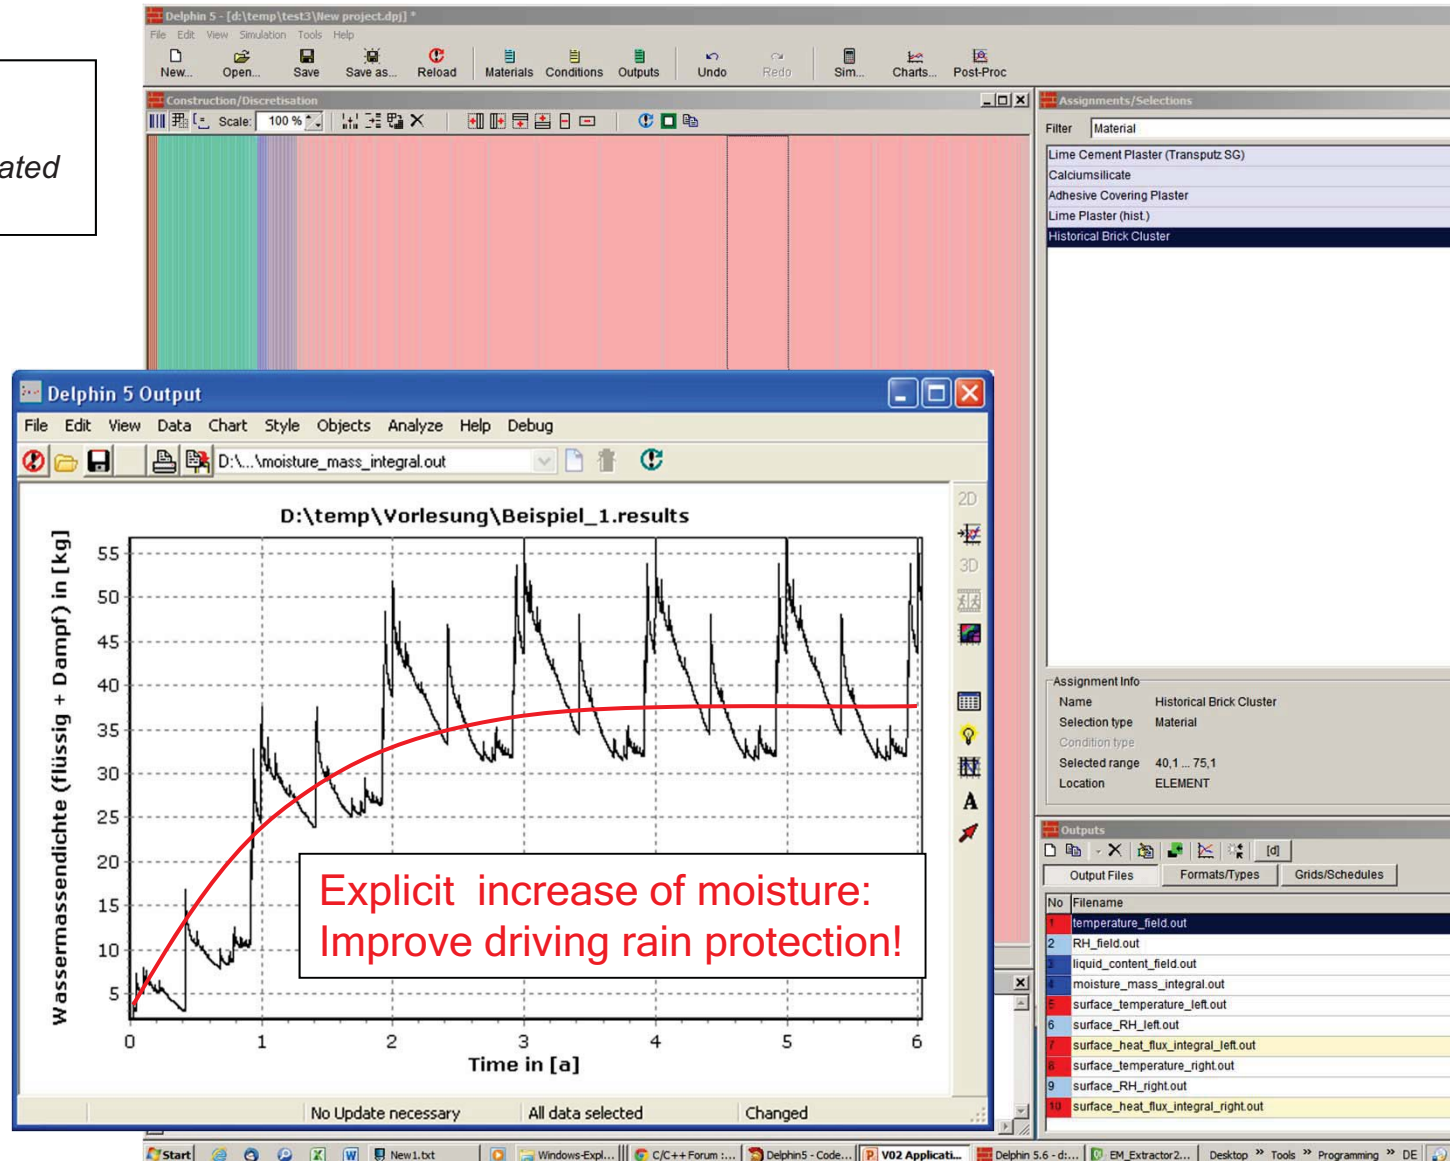 Delphin 5 - [d:\temp\test3\New project.dpj] *
File Edit View Simulation Tools Help
New... Open... Save Save as... Reload Materials Conditions Outputs Undo Redo Sim... Charts... Post-Proc
ated
Construction/Discretisation
Scale: 100 %
Assignments/Selections
Filter Material
Lime Cement Plaster (Transputz SG)
Calciumsilicate
Adhesive Covering Plaster
Lime Plaster (hist.)
Historical Brick Cluster
Delphin 5 Output
File Edit View Data Chart Style Objects Analyze Help Debug
D:\...\moisture_mass_integral.out
2D
3D
A
D:\temp\Vorlesung\Beispiel_1.results
Wassermassendichte (flüssig + Dampf) in [kg]
55
50
45
40
35
30
25
20
15
10
5
0 1 2 3 4 5 6
Time in [a]
Explicit increase of moisture:
Improve driving rain protection!
No Update necessary All data selected Changed
Assignment Info
Name Historical Brick Cluster
Selection type Material
Condition type
Selected range 40,1 ... 75,1
Location ELEMENT
Outputs
[d]
Output Files Formats/Types Grids/Schedules
No Filename
1 temperature_field.out
2 RH_field.out
3 liquid_content_field.out
4 moisture_mass_integral.out
5 surface_temperature_left.out
6 surface_RH_left.out
7 surface_heat_flux_integral_left.out
8 surface_temperature_right.out
9 surface_RH_right.out
10 surface_heat_flux_integral_right.out
Start New1.txt Windows-Expl... C/C++ Forum :... Delphin5 - Code... V02 Applicati... Delphin 5.6 - d:... EM_Extractor2... Desktop » Tools » Programming » DE